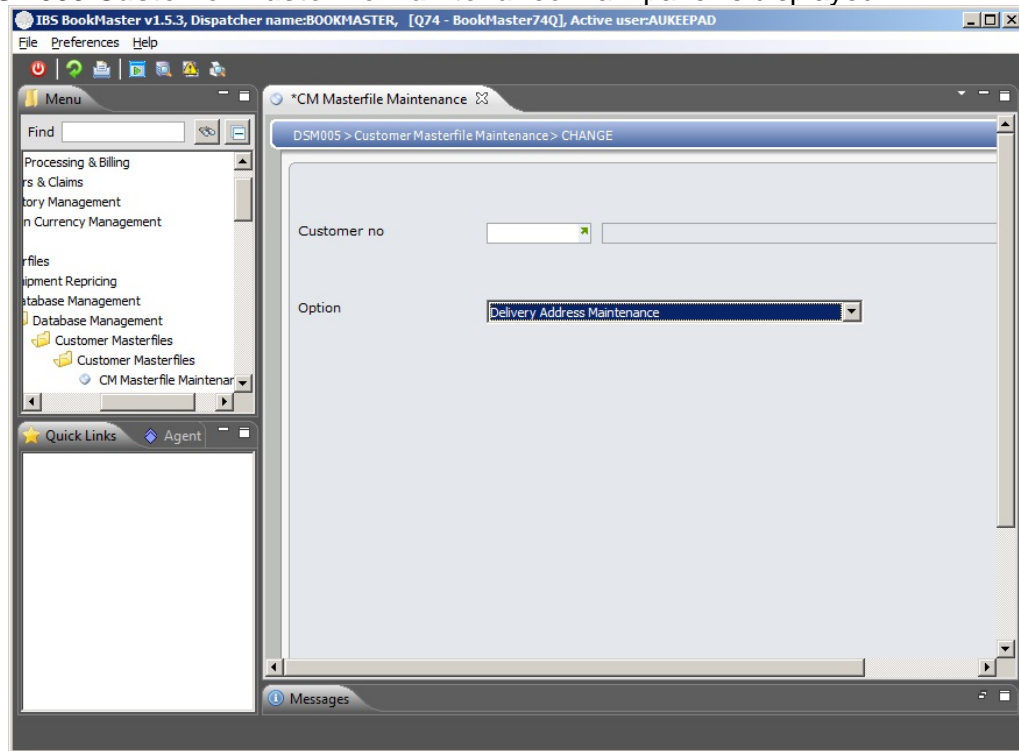 IBS BookMaster v1.5.3, Dispatcher name:BOOKMASTER, [Q74 - BookMaster74Q], Active user:AUKEEPAD
File Preferences Help
Menu
*CM Masterfile Maintenance
Find
DSM005 > Customer Masterfile Maintenance > CHANGE
Processing & Billing
rs & Claims
tory Management
n Currency Management
rfiles
ipment Repricing
atabase Management
Database Management
Customer Masterfiles
Customer Masterfiles
CM Masterfile Maintenar
Customer no
Option
Delivery Address Maintenance
Quick Links
Agent
Messages